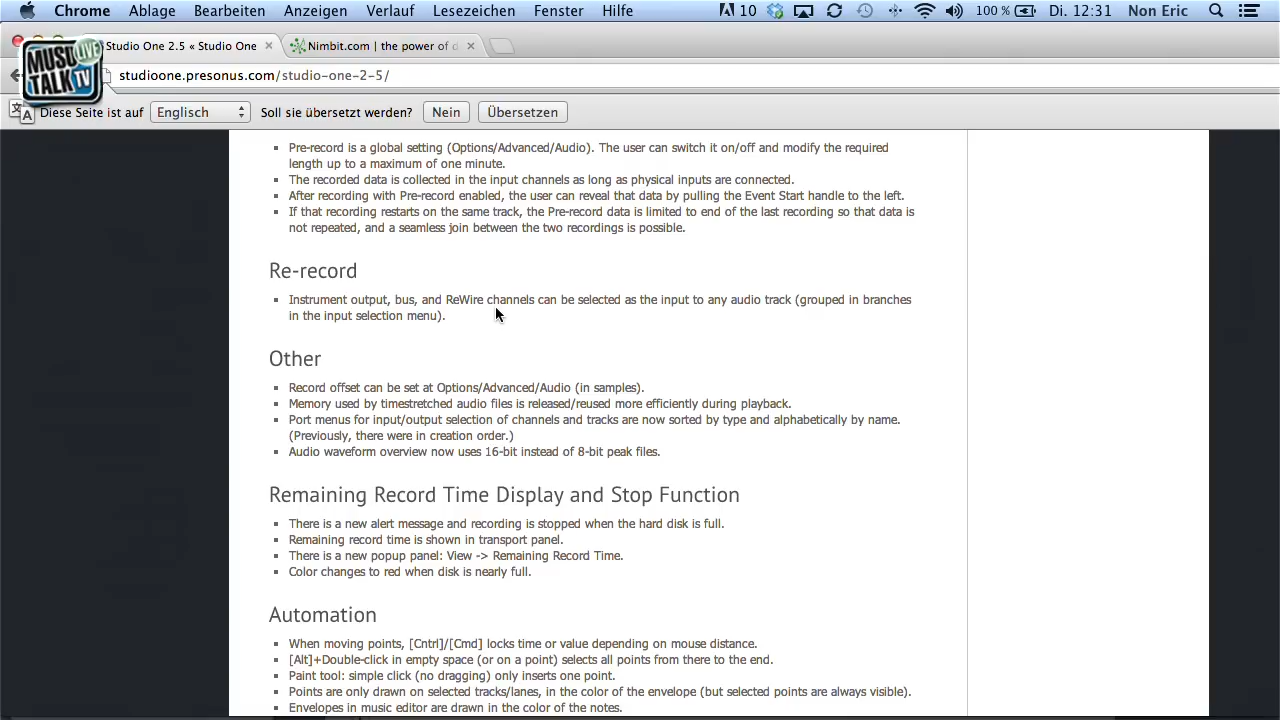 Chrome Ablage Bearbeiten Anzeigen Verlauf Lesezeichen Fenster Hilfe 10 100 % Di. 12:31 Non Eric
Studio One 2.5 « Studio One Nimbit.com | the power of
MUSIC TALK TV LIVE
studioone.presonus.com/studio-one-2-5/
Diese Seite ist auf Englisch Soll sie übersetzt werden? Nein Übersetzen
Pre-record is a global setting (Options/Advanced/Audio). The user can switch it on/off and modify the required
length up to a maximum of one minute.
The recorded data is collected in the input channels as long as physical inputs are connected.
After recording with Pre-record enabled, the user can reveal that data by pulling the Event Start handle to the left.
If that recording restarts on the same track, the Pre-record data is limited to end of the last recording so that data is
not repeated, and a seamless join between the two recordings is possible.
Re-record
Instrument output, bus, and ReWire channels can be selected as the input to any audio track (grouped in branches
in the input selection menu).
Other
Record offset can be set at Options/Advanced/Audio (in samples).
Memory used by timestretched audio files is released/reused more efficiently during playback.
Port menus for input/output selection of channels and tracks are now sorted by type and alphabetically by name.
(Previously, there were in creation order.)
Audio waveform overview now uses 16-bit instead of 8-bit peak files.
Remaining Record Time Display and Stop Function
There is a new alert message and recording is stopped when the hard disk is full.
Remaining record time is shown in transport panel.
There is a new popup panel: View -> Remaining Record Time.
Color changes to red when disk is nearly full.
Automation
When moving points, [Cntrl]/[Cmd] locks time or value depending on mouse distance.
[Alt]+Double-click in empty space (or on a point) selects all points from there to the end.
Paint tool: simple click (no dragging) only inserts one point.
Points are only drawn on selected tracks/lanes, in the color of the envelope (but selected points are always visible).
Envelopes in music editor are drawn in the color of the notes.